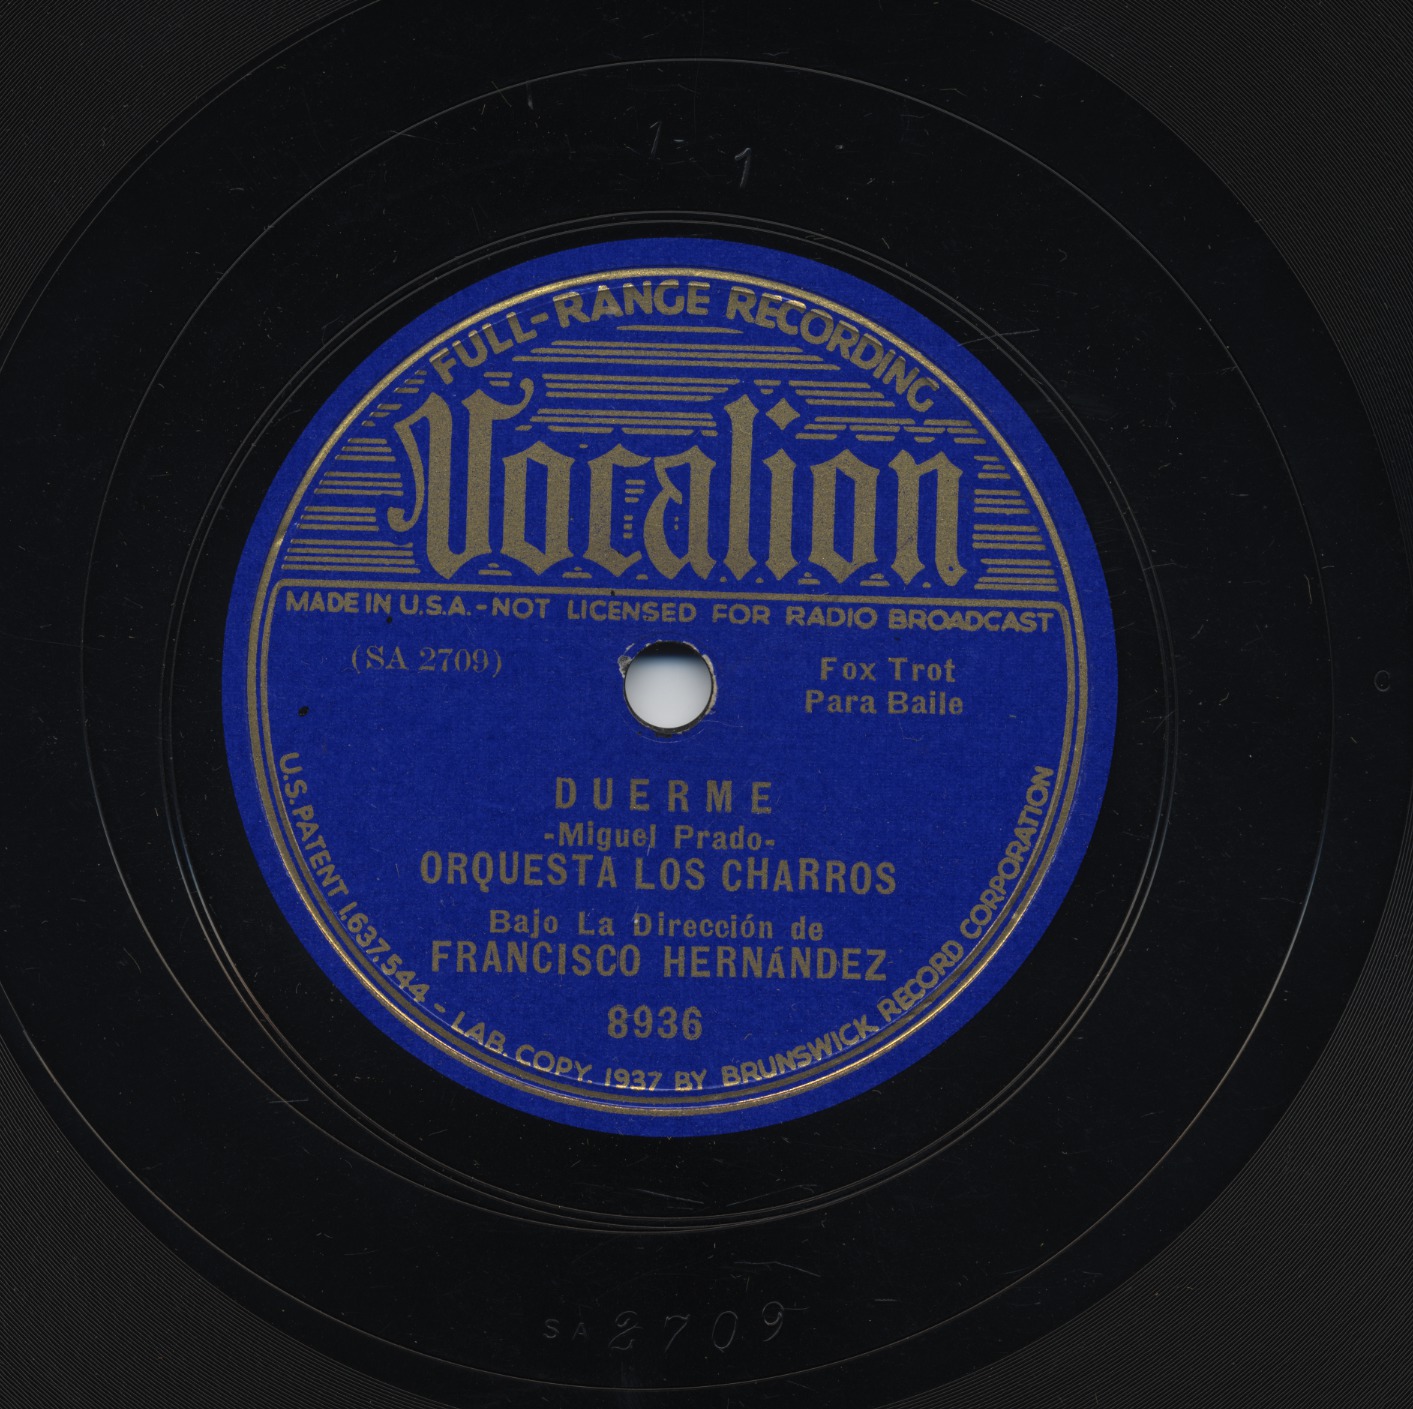 1-1
FULL-RANGE RECORDING
Vocalion
MADE IN U.S.A.-NOT LICENSED FOR RADIO BROADCAST
(SA 2709)
Fox Trot
Para Baile
DUERME
-Miguel Prado-
ORQUESTA LOS CHARROS
Bajo La Dirección de
FRANCISCO HERNÁNDEZ
8936
U.S. PATENT 1,637,544 - LAB. COPY. 1937 BY BRUNSWICK RECORD CORPORATION
C
SA 2709